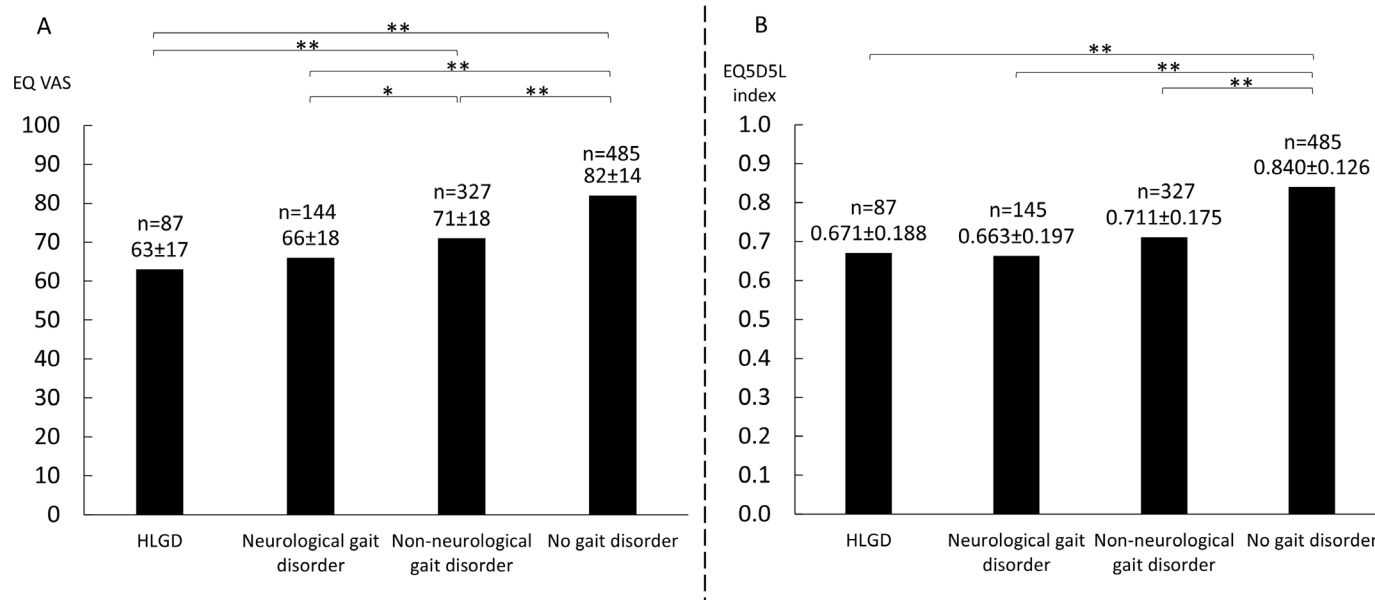 A
**
**
**
*
**
EQ VAS
100
90
80
70
60
50
40
30
20
10
0
n=87
63±17
n=144
66±18
n=327
71±18
n=485
82±14
HLGD
Neurological gait
disorder
Non-neurological
gait disorder
No gait disorder
B
**
**
**
EQ5D5L
index
1.0
0.9
0.8
0.7
0.6
0.5
0.4
0.3
0.2
0.1
0.0
n=87
0.671±0.188
n=145
0.663±0.197
n=327
0.711±0.175
n=485
0.840±0.126
HLGD
Neurological gait
disorder
Non-neurological
gait disorder
No gait disorder